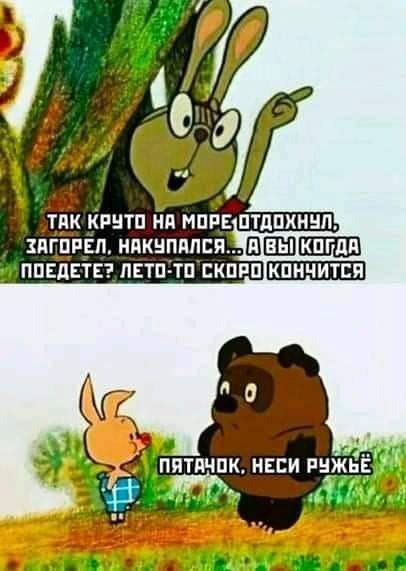 ТАК КРУТО НА МОРЕ ОТДОХНУЛ,
ЗАГОРЕЛ, НАКУПАЛСЯ... А ВЫ КОГДА
ПОЕДЕТЕ? ЛЕТО-ТО СКОРО КОНЧИТСЯ
ПЯТАЧОК, НЕСИ РУЖЬЁ